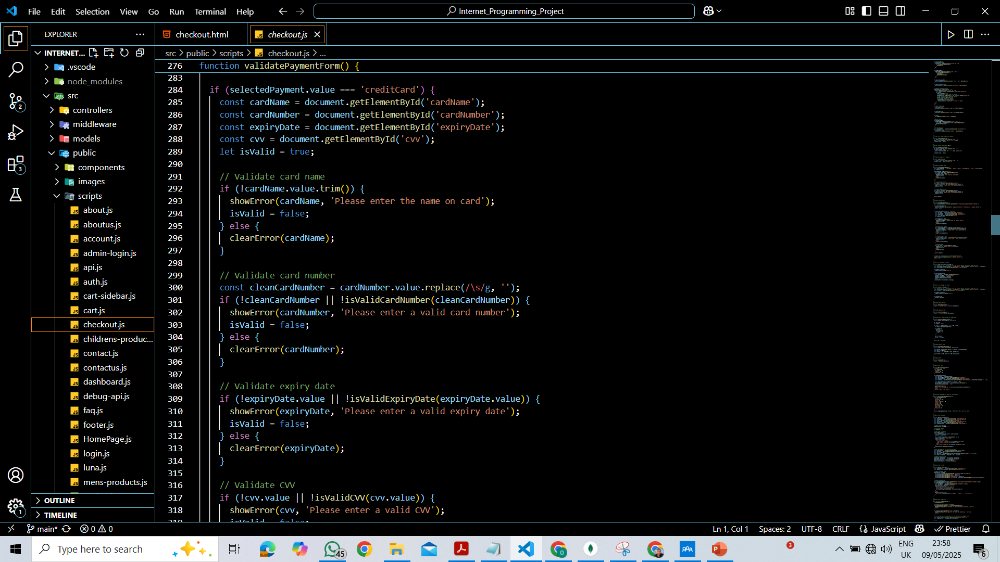 File Edit Selection View Go Run Terminal Help
Internet_Programming_Project
EXPLORER
checkout.html
checkout.js
INTERNET...
src > public > scripts > checkout.js > ...
.vscode
node_modules
src
controllers
middleware
models
public
components
images
scripts
about.js
aboutus.js
account.js
admin-login.js
api.js
auth.js
cart-sidebar.js
cart.js
checkout.js
childrens-produc...
contact.js
contactus.js
dashboard.js
debug-api.js
faq.js
footer.js
HomePage.js
login.js
luna.js
mens-products.js
OUTLINE
TIMELINE
2
3
1
276 function validatePaymentForm() {
283
284 if (selectedPayment.value === 'creditCard') {
285 const cardName = document.getElementById('cardName');
286 const cardNumber = document.getElementById('cardNumber');
287 const expiryDate = document.getElementById('expiryDate');
288 const cvv = document.getElementById('cvv');
289 let isValid = true;
290
291 // Validate card name
292 if (!cardName.value.trim()) {
293 showError(cardName, 'Please enter the name on card');
294 isValid = false;
295 } else {
296 clearError(cardName);
297 }
298
299 // Validate card number
300 const cleanCardNumber = cardNumber.value.replace(/\s/g, '');
301 if (!cleanCardNumber || !isValidCardNumber(cleanCardNumber)) {
302 showError(cardNumber, 'Please enter a valid card number');
303 isValid = false;
304 } else {
305 clearError(cardNumber);
306 }
307
308 // Validate expiry date
309 if (!expiryDate.value || !isValidExpiryDate(expiryDate.value)) {
310 showError(expiryDate, 'Please enter a valid expiry date');
311 isValid = false;
312 } else {
313 clearError(expiryDate);
314 }
315
316 // Validate CVV
317 if (!cvv.value || !isValidCVV(cvv.value)) {
318 showError(cvv, 'Please enter a valid CVV');
319 isValid = false;
main* 0 0
Ln 1, Col 1 Spaces: 2 UTF-8 CRLF JavaScript Prettier
Type here to search
45
3
ENG
UK
23:58
09/05/2025
6